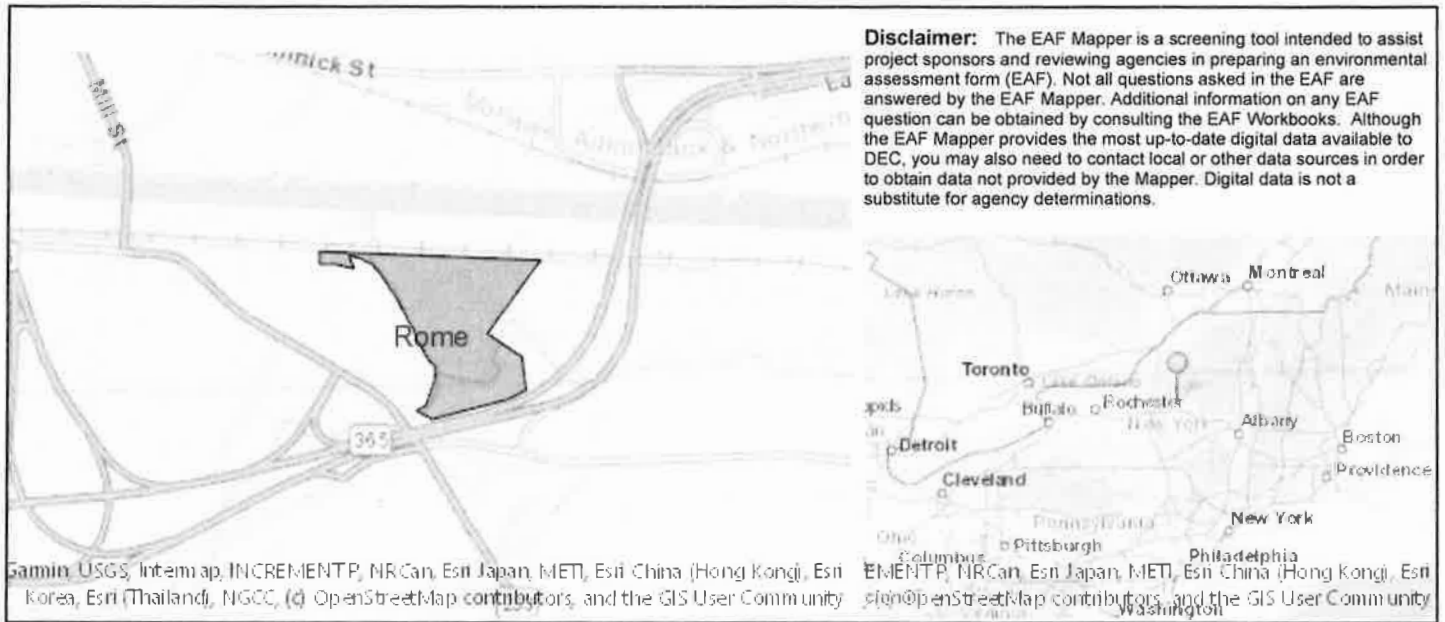 Disclaimer: The EAF Mapper is a screening tool intended to assist
project sponsors and reviewing agencies in preparing an environmental
assessment form (EAF). Not all questions asked in the EAF are
answered by the EAF Mapper. Additional information on any EAF
question can be obtained by consulting the EAF Workbooks. Although
the EAF Mapper provides the most up-to-date digital data available to
DEC, you may also need to contact local or other data sources in order
to obtain data not provided by the Mapper. Digital data is not a
substitute for agency determinations.
St
Mill St
Rome
365
Garmin, USGS, Intermap, INCREMENT P, NRCan, Esri Japan, METI, Esri China (Hong Kong), Esri
Korea, Esri (Thailand), NGCC, (c) OpenStreetMap contributors, and the GIS User Community
Ottawa
Montreal
Toronto
Buffalo
Rochester
New York
Albany
Boston
Detroit
Providence
Cleveland
New York
Pennsylvania
Ohio
Pittsburgh
Philadelphia
Columbus
EMENT P, NRCan, Esri Japan, METI, Esri China (Hong Kong), Esri
OpenStreetMap contributors, and the GIS User Community
Washington